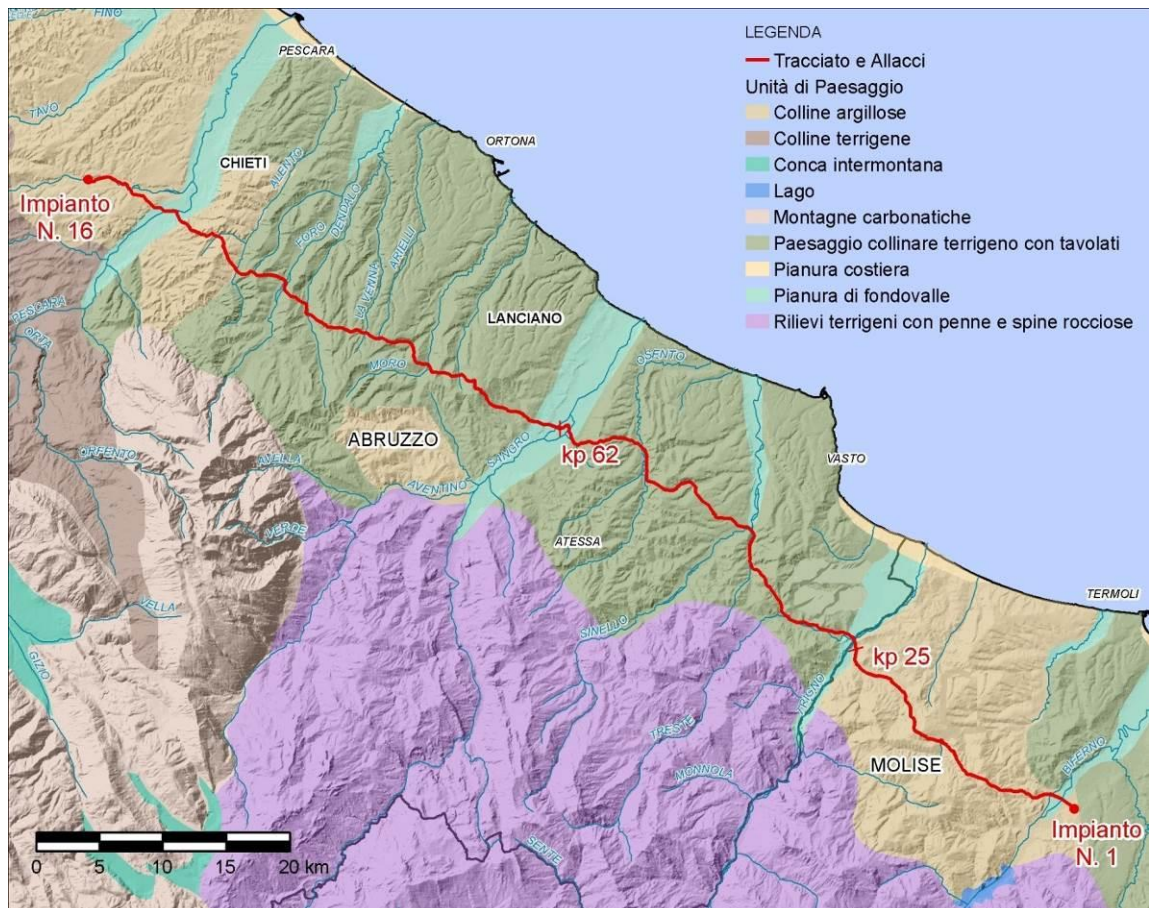 LEGENDA
Tracciato e Allacci
Unità di Paesaggio
Colline argillose
Colline terrigene
Conca intermontana
Lago
Montagne carbonatiche
Paesaggio collinare terrigeno con tavolati
Pianura costiera
Pianura di fondovalle
Rilievi terrigeni con penne e spine rocciose
FINO
PESCARA
TAVO
ORTONA
CHIETI
ALENTO
Impianto
N. 16
DENDALO
FORO
ARIELLI
LA VENNA
PESCARA
LANCIANO
ORTA
OSENTO
MORO
ABRUZZO
SANGRO
kp 62
ORFENTO
AVELLA
VASTO
AVENTINO
VERDE
ATESSA
TERMOLI
VELLA
SINELLO
GIZIO
kp 25
TRIGNO
TRESTE
BIFERNO
MOLISE
MONNOLA
Impianto
N. 1
SENTE
0 5 10 15 20 km